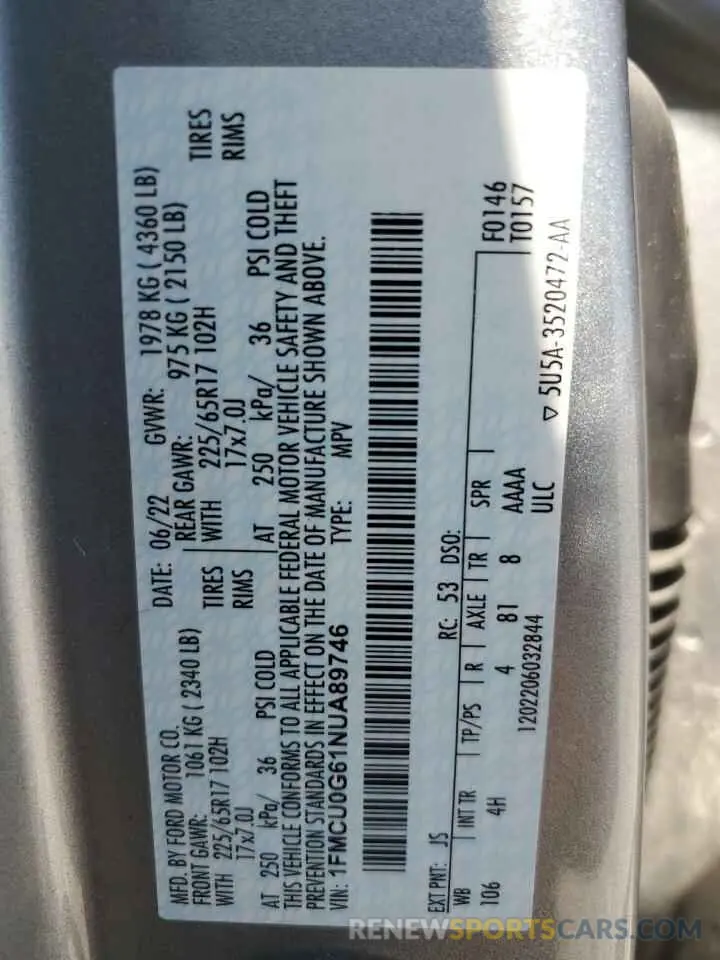 MFD. BY FORD MOTOR CO.
DATE: 06/22 GVWR: 1978 KG ( 4360 LB)
FRONT GAWR: 1061 KG ( 2340 LB) REAR GAWR: 975 KG ( 2150 LB)
WITH 225/65R17 102H TIRES WITH 225/65R17 102H TIRES
17x7.0J RIMS 17x7.0J RIMS
AT 250 kPa/ 36 PSI COLD AT 250 kPa/ 36 PSI COLD
THIS VEHICLE CONFORMS TO ALL APPLICABLE FEDERAL MOTOR VEHICLE SAFETY AND THEFT
PREVENTION STANDARDS IN EFFECT ON THE DATE OF MANUFACTURE SHOWN ABOVE.
VIN: 1FMCU0G61NUA89746 TYPE: MPV
EXT PNT: JS RC: 53 DSO:
WB INT TR TP/PS R AXLE TR SPR F0146
106 4H 4 81 8 AAAA T0157
1202206032844 ULC
5U5A-3520472-AA
RENEWSPORTSCARS.COM